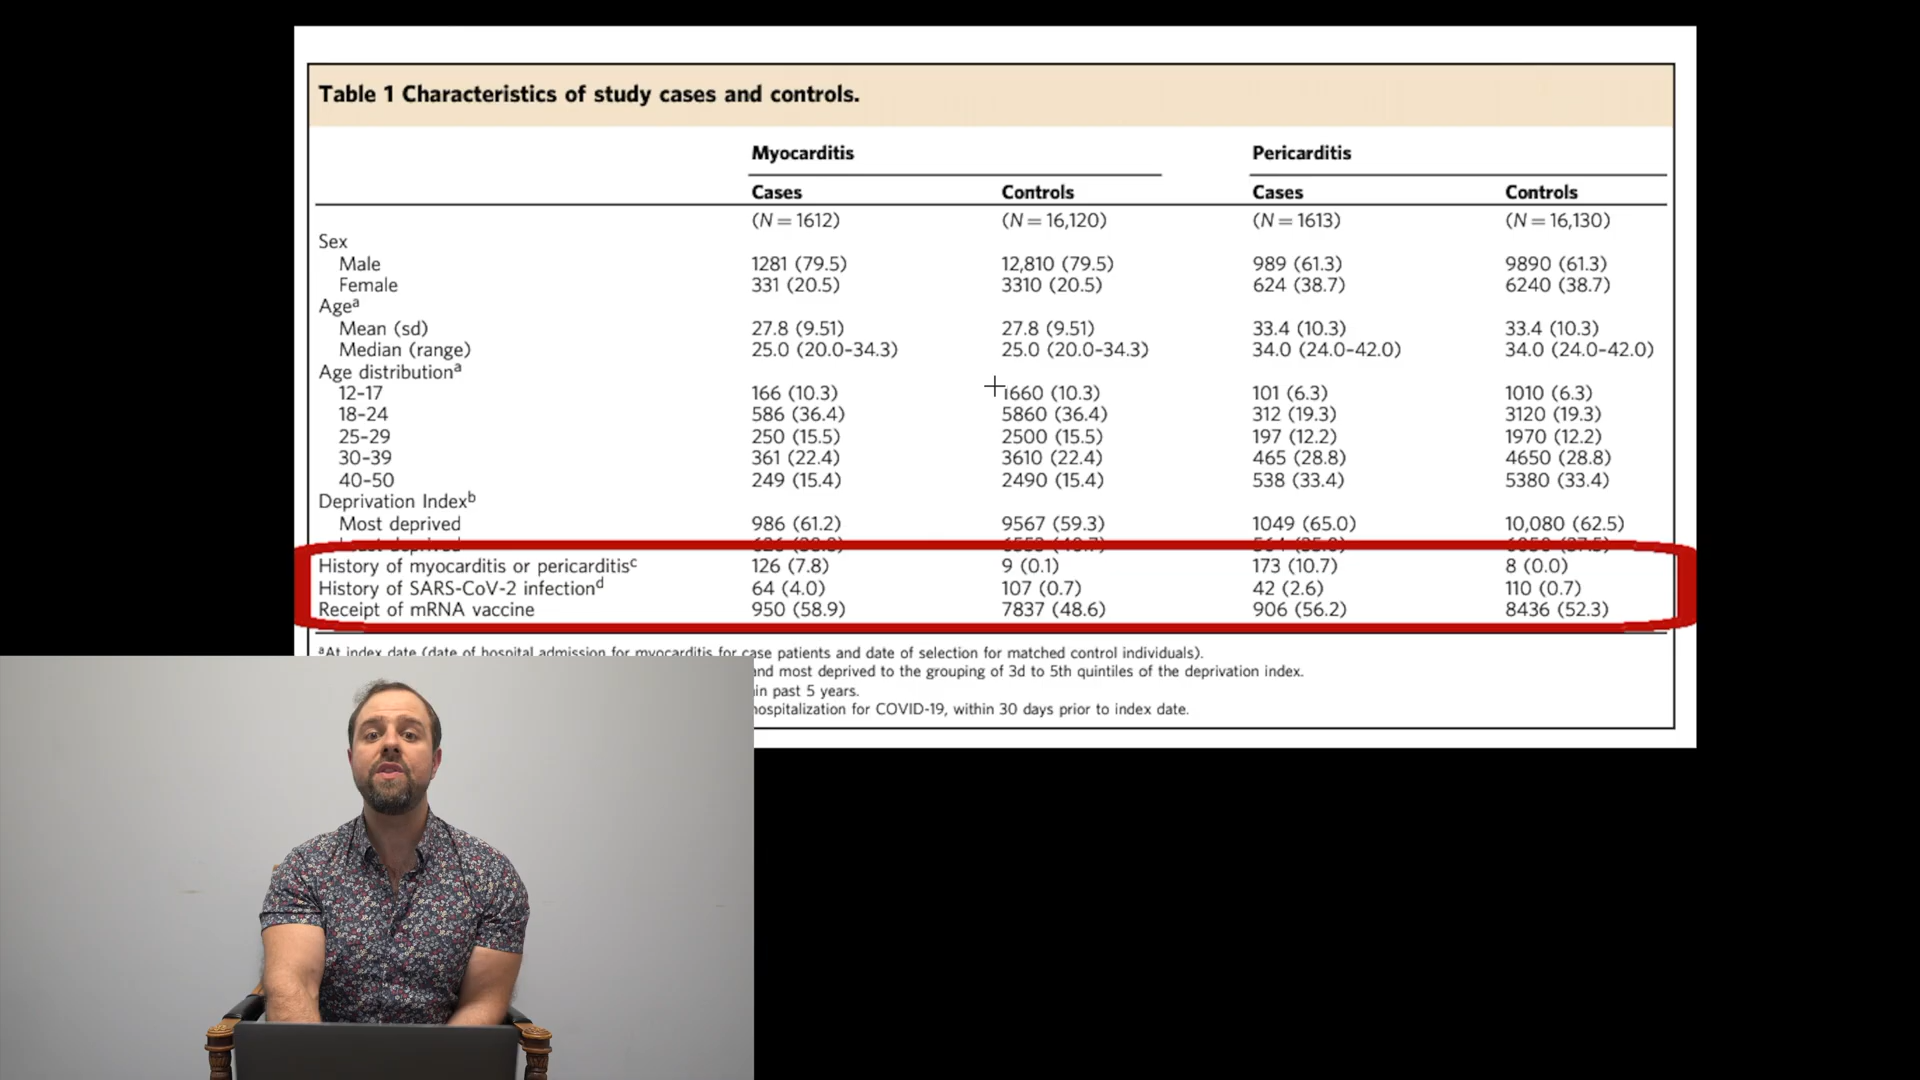 Table 1 Characteristics of study cases and controls.
Myocarditis Pericarditis
Cases Controls Cases Controls
(N = 1612) (N = 16,120) (N = 1613) (N = 16,130)
Sex
Male 1281 (79.5) 12,810 (79.5) 989 (61.3) 9890 (61.3)
Female 331 (20.5) 3310 (20.5) 624 (38.7) 6240 (38.7)
Ageᵃ
Mean (sd) 27.8 (9.51) 27.8 (9.51) 33.4 (10.3) 33.4 (10.3)
Median (range) 25.0 (20.0–34.3) 25.0 (20.0–34.3) 34.0 (24.0–42.0) 34.0 (24.0–42.0)
Age distributionᵃ
12–17 166 (10.3) 1660 (10.3) 101 (6.3) 1010 (6.3)
18–24 586 (36.4) 5860 (36.4) 312 (19.3) 3120 (19.3)
25–29 250 (15.5) 2500 (15.5) 197 (12.2) 1970 (12.2)
30–39 361 (22.4) 3610 (22.4) 465 (28.8) 4650 (28.8)
40–50 249 (15.4) 2490 (15.4) 538 (33.4) 5380 (33.4)
Deprivation Indexᵇ
Most deprived 986 (61.2) 9567 (59.3) 1049 (65.0) 10,080 (62.5)
Least deprived
History of myocarditis or pericarditisᶜ 126 (7.8) 9 (0.1) 173 (10.7) 8 (0.0)
History of SARS-CoV-2 infectionᵈ 64 (4.0) 107 (0.7) 42 (2.6) 110 (0.7)
Receipt of mRNA vaccine 950 (58.9) 7837 (48.6) 906 (56.2) 8436 (52.3)
ᵃAt index date (date of hospital admission for myocarditis for case patients and date of selection for matched control individuals).
and most deprived to the grouping of 3d to 5th quintiles of the deprivation index.
in past 5 years.
hospitalization for COVID-19, within 30 days prior to index date.